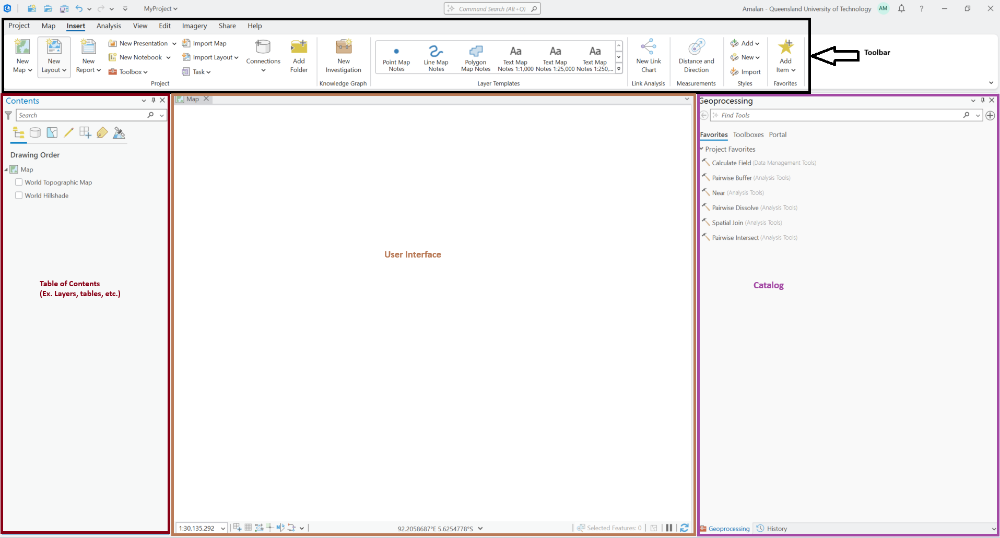 MyProject
Command Search (Alt+Q)
Amalan - Queensland University of Technology
AM
?
Project Map Insert Analysis View Edit Imagery Share Help
New Map
New Layout
New Report
New Presentation
New Notebook
Toolbox
Import Map
Import Layout
Task
Connections
Add Folder
Project
New Investigation
Knowledge Graph
Point Map Notes
Line Map Notes
Polygon Map Notes
Aa
Text Map Notes 1:1,000
Aa
Text Map Notes 1:25,000
Aa
Text Map Notes 1:250,...
Layer Templates
New Link Chart
Link Analysis
Distance and Direction
Measurements
Add
New
Import
Styles
Add Item
Favorites
Toolbar
Contents
Search
Drawing Order
Map
World Topographic Map
World Hillshade
Table of Contents
(Ex. Layers, tables, etc.)
Map
User Interface
1:30,135,292
N
92.2058687°E 5.6254778°S
Selected Features: 0
Geoprocessing
Find Tools
Favorites Toolboxes Portal
Project Favorites
Calculate Field (Data Management Tools)
Pairwise Buffer (Analysis Tools)
Near (Analysis Tools)
Pairwise Dissolve (Analysis Tools)
Spatial Join (Analysis Tools)
Pairwise Intersect (Analysis Tools)
Catalog
Geoprocessing
History